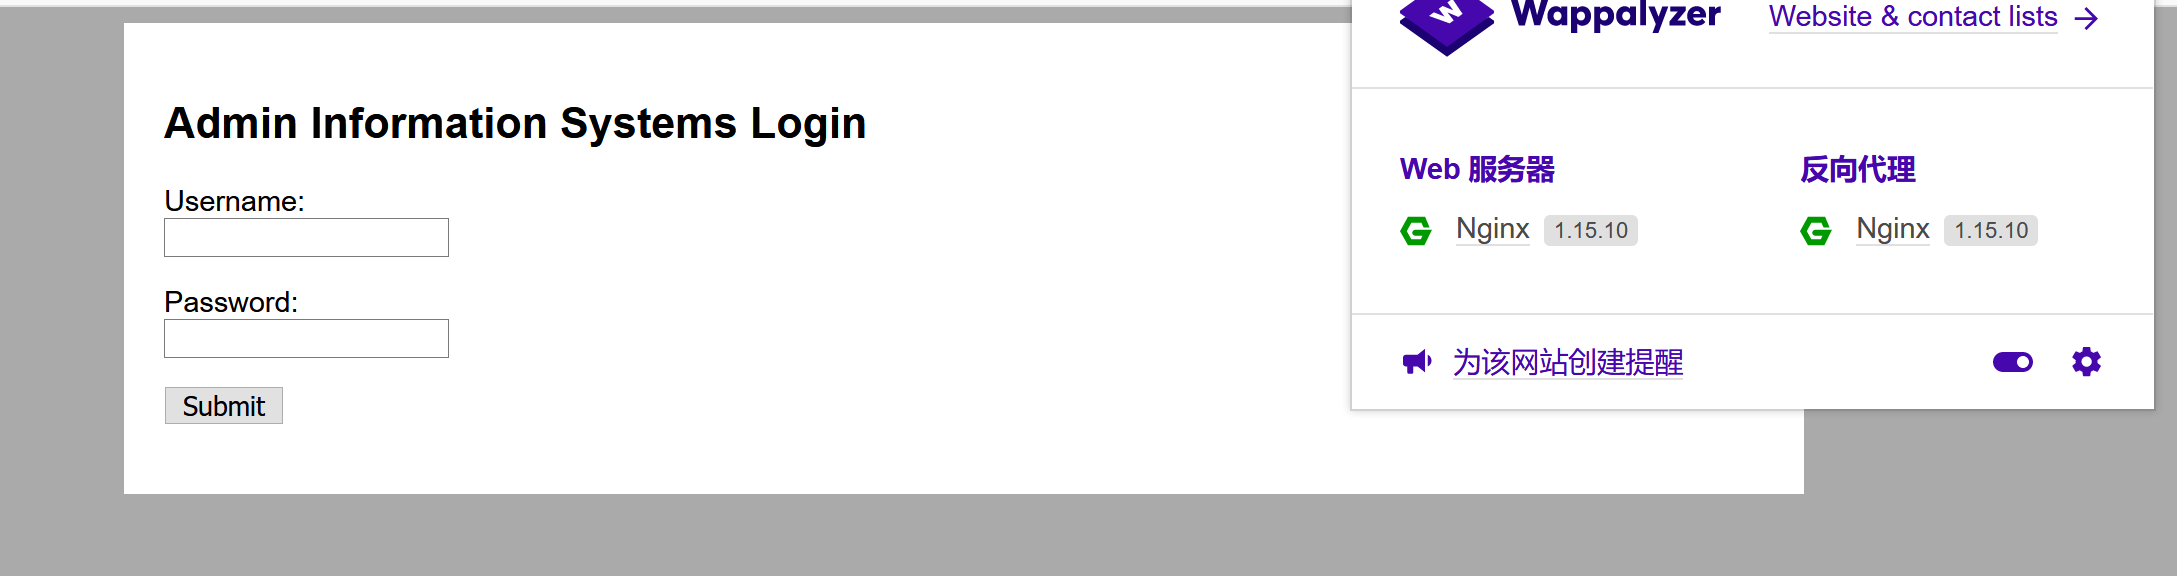 Admin Information Systems Login
Username:
Password:
Submit
W
Wappalyzer
Website & contact lists →
Web 服务器
反向代理
Nginx 1.15.10
Nginx 1.15.10
为该网站创建提醒